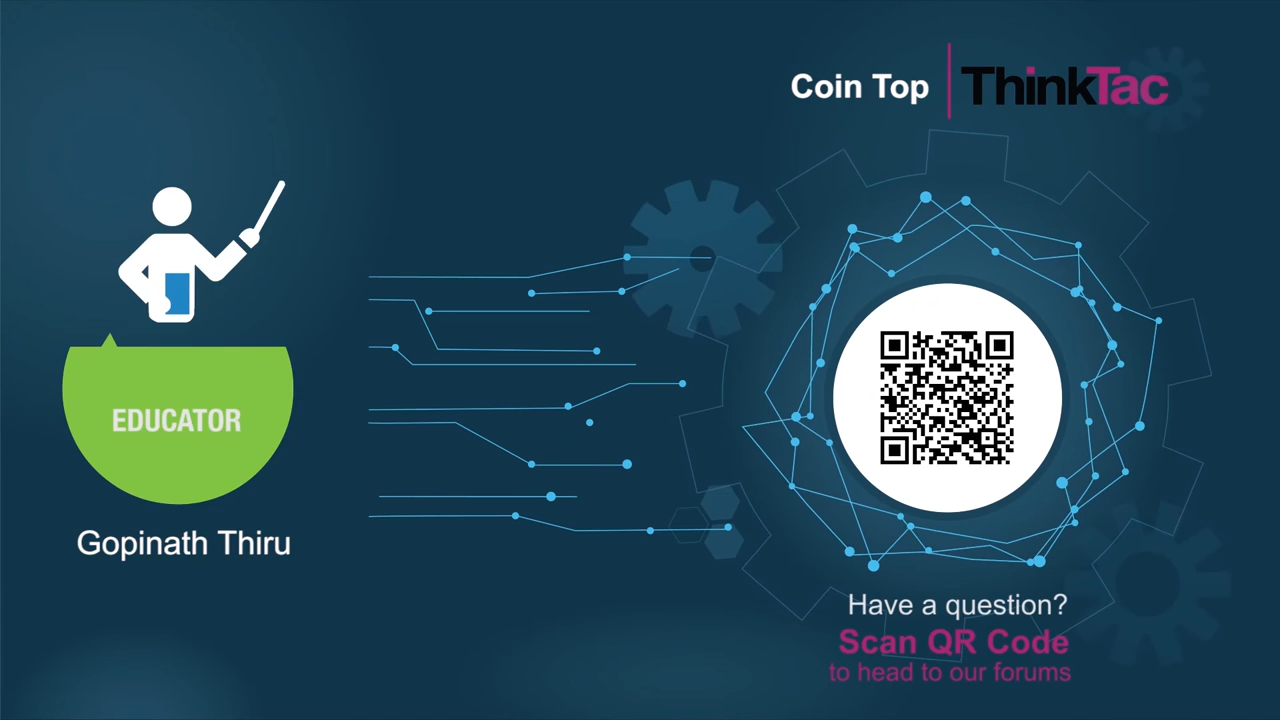 Coin Top
ThinkTac
EDUCATOR
Gopinath Thiru
Have a question?
Scan QR Code
to head to our forums